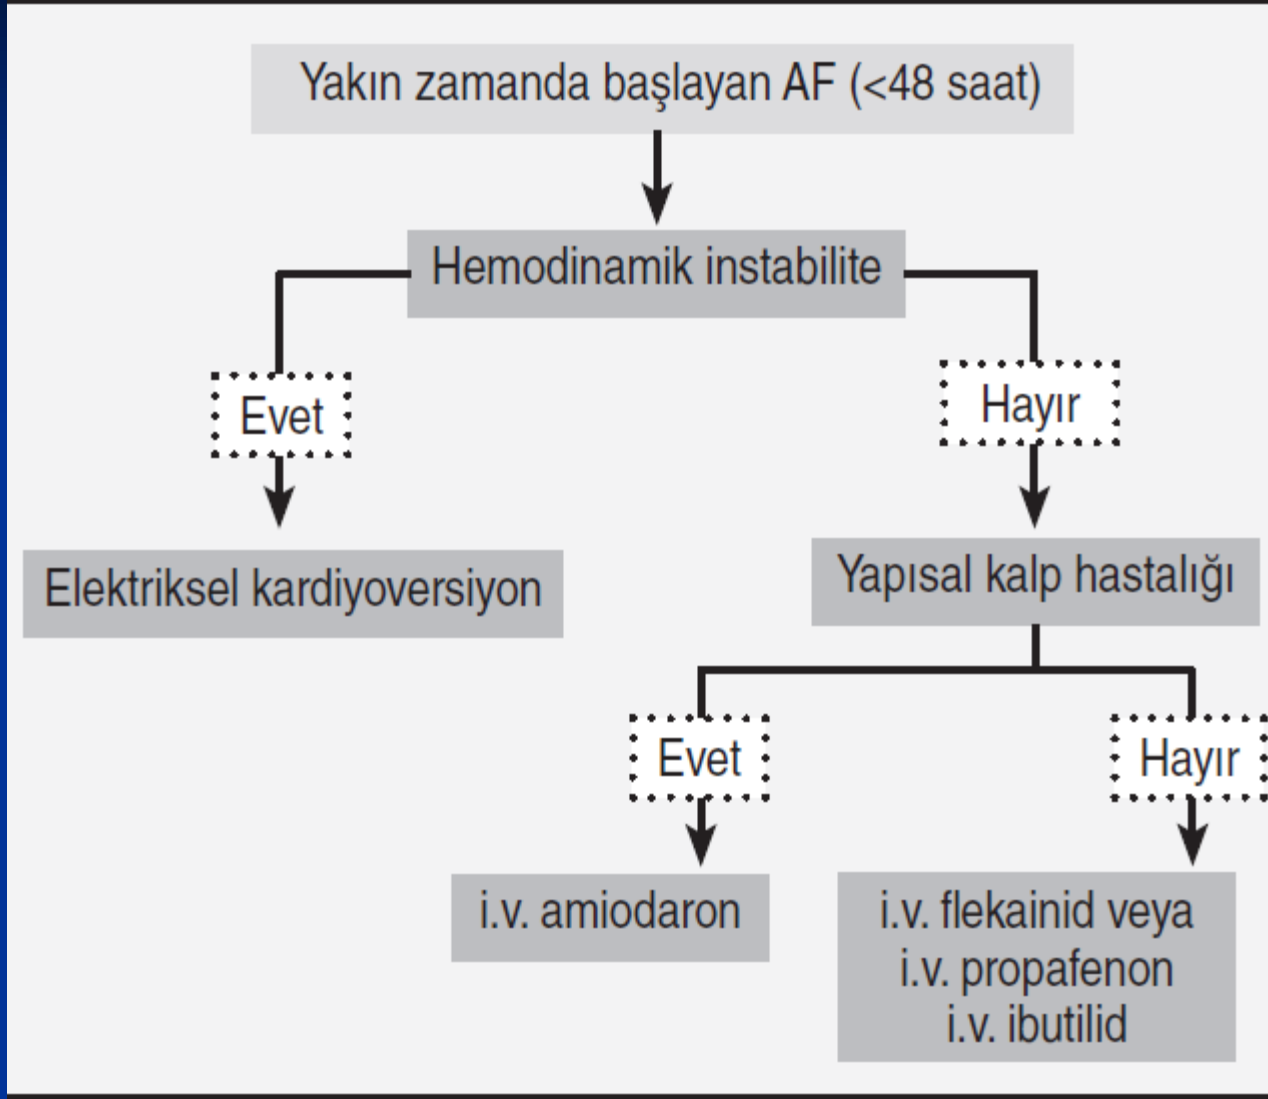 Yakın zamanda başlayan AF (<48 saat)
Hemodinamik instabilite
Evet
Hayır
Elektriksel kardiyoversiyon
Yapısal kalp hastalığı
Evet
Hayır
i.v. amiodaron
i.v. flekainid veya
i.v. propafenon
i.v. ibutilid